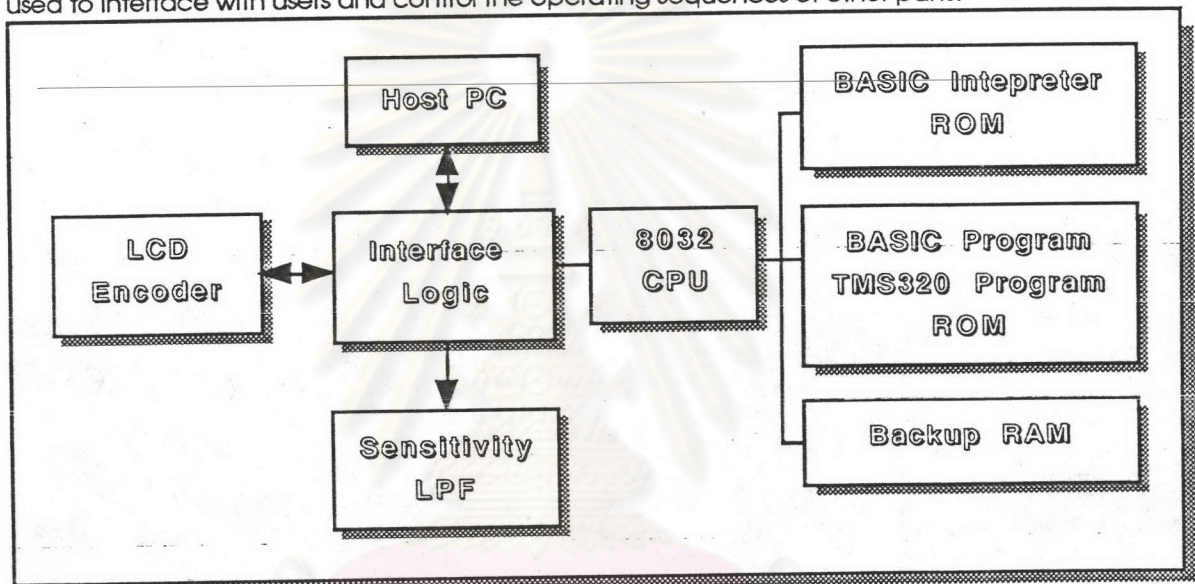 used to interface with users and control the operating sequences of other parts.
Host PC
BASIC Intepreter
ROM
LCD
Encoder
Interface
Logic
8032
CPU
BASIC Program
TMS320 Program
ROM
Sensitivity
LPF
Backup RAM